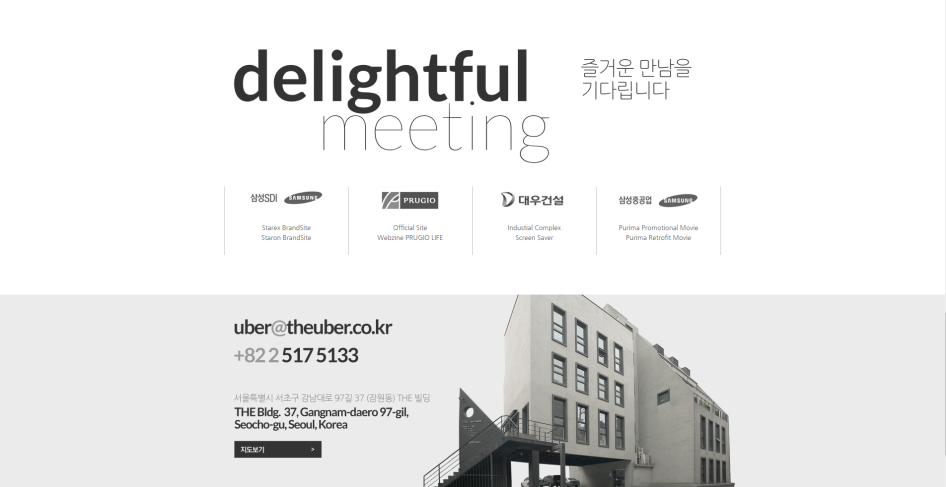 delightful
meeting
즐거운 만남을
기다립니다
삼성SDI SAMSUNG
Starex BrandSite
Staron BrandSite
PRUGIO
Official Site
Webzine PRUGIO LIFE
대우건설
Industial Complex
Screen Saver
삼성중공업 SAMSUNG
Purima Promotional Movie
Purima Retrofit Movie
uber@theuber.co.kr
+82 2 517 5133
서울특별시 서초구 강남대로 97길 37 (잠원동) THE 빌딩
THE Bldg. 37, Gangnam-daero 97-gil,
Seocho-gu, Seoul, Korea
지도보기 >